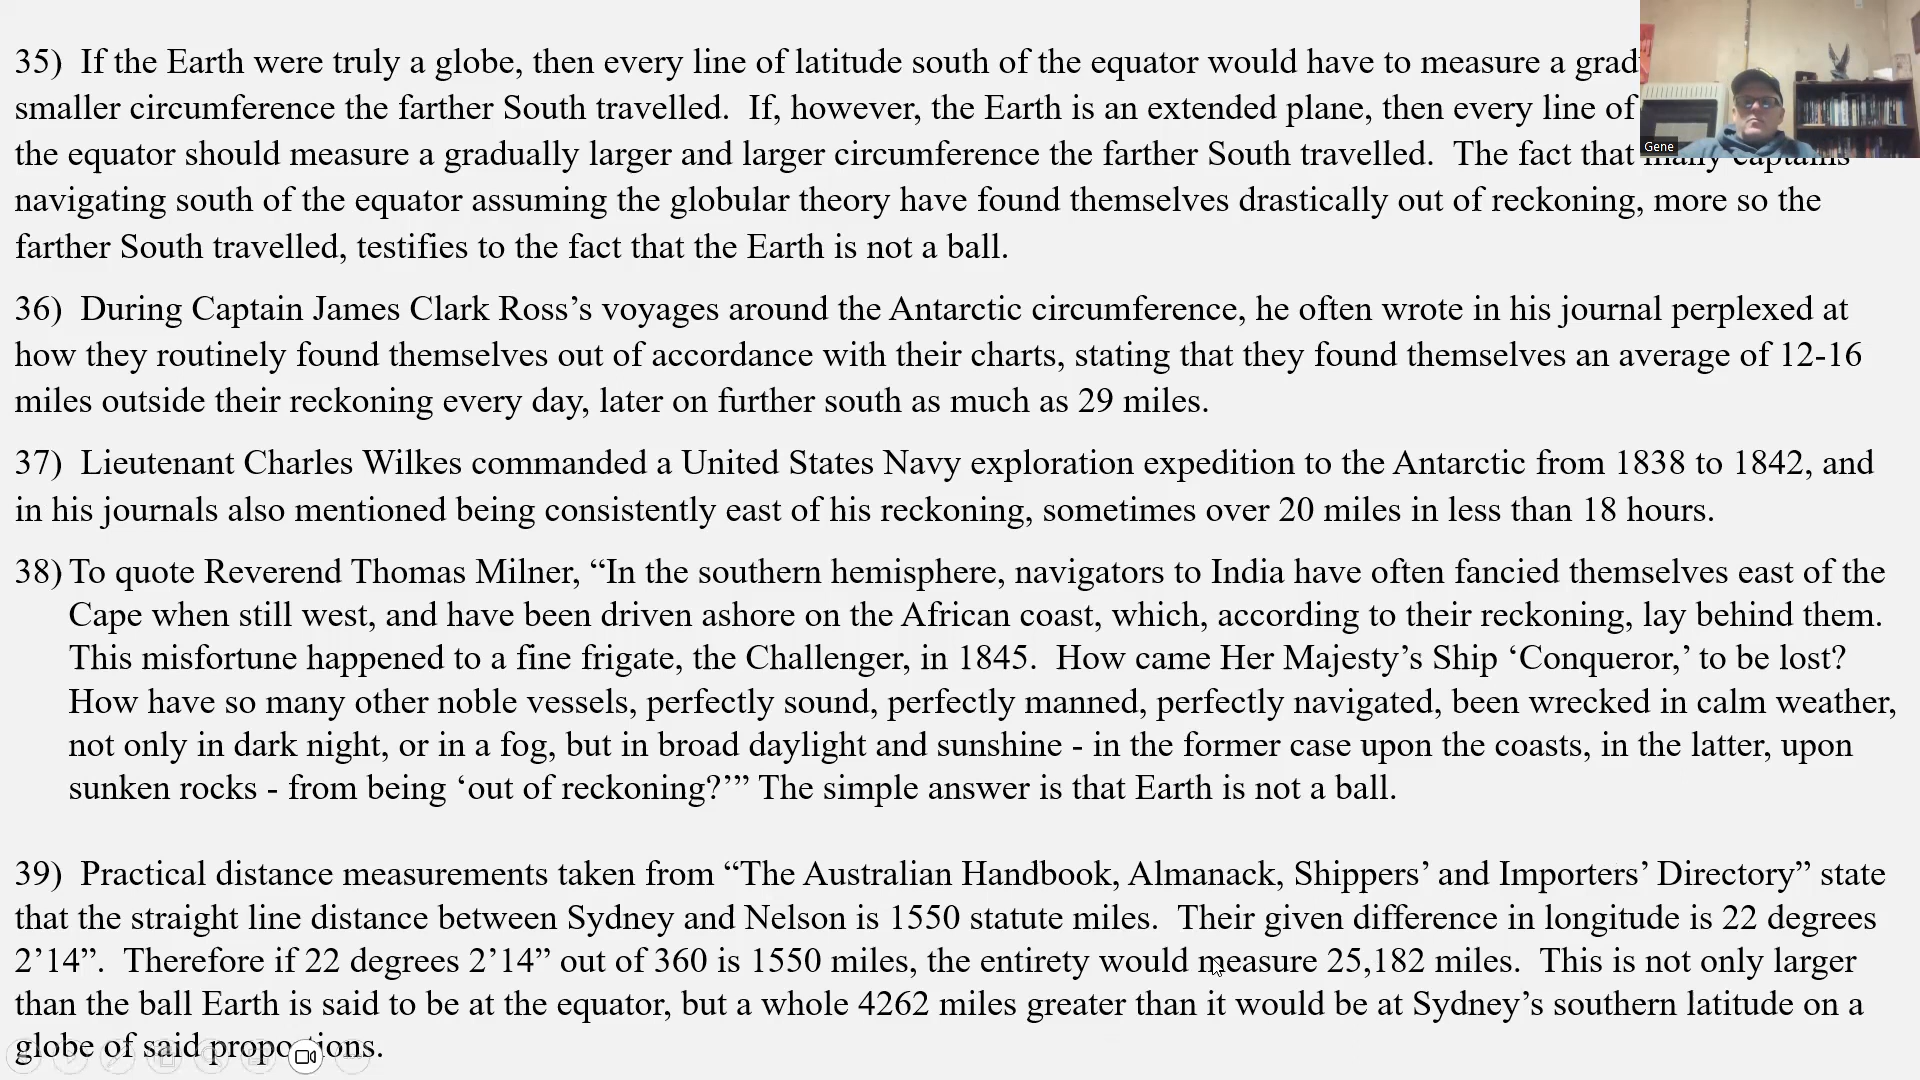 35)  If the Earth were truly a globe, then every line of latitude south of the equator would have to measure a grad
smaller circumference the farther South travelled.  If, however, the Earth is an extended plane, then every line of
the equator should measure a gradually larger and larger circumference the farther South travelled.  The fact that many captains
navigating south of the equator assuming the globular theory have found themselves drastically out of reckoning, more so the
farther South travelled, testifies to the fact that the Earth is not a ball.
Gene
36)  During Captain James Clark Ross’s voyages around the Antarctic circumference, he often wrote in his journal perplexed at
how they routinely found themselves out of accordance with their charts, stating that they found themselves an average of 12-16
miles outside their reckoning every day, later on further south as much as 29 miles.
37)  Lieutenant Charles Wilkes commanded a United States Navy exploration expedition to the Antarctic from 1838 to 1842, and
in his journals also mentioned being consistently east of his reckoning, sometimes over 20 miles in less than 18 hours.
38) To quote Reverend Thomas Milner, “In the southern hemisphere, navigators to India have often fancied themselves east of the
Cape when still west, and have been driven ashore on the African coast, which, according to their reckoning, lay behind them.
This misfortune happened to a fine frigate, the Challenger, in 1845.  How came Her Majesty’s Ship ‘Conqueror,’ to be lost?
How have so many other noble vessels, perfectly sound, perfectly manned, perfectly navigated, been wrecked in calm weather,
not only in dark night, or in a fog, but in broad daylight and sunshine - in the former case upon the coasts, in the latter, upon
sunken rocks - from being ‘out of reckoning?’” The simple answer is that Earth is not a ball.
39)  Practical distance measurements taken from “The Australian Handbook, Almanack, Shippers’ and Importers’ Directory” state
that the straight line distance between Sydney and Nelson is 1550 statute miles.  Their given difference in longitude is 22 degrees
2’14”.  Therefore if 22 degrees 2’14” out of 360 is 1550 miles, the entirety would measure 25,182 miles.  This is not only larger
than the ball Earth is said to be at the equator, but a whole 4262 miles greater than it would be at Sydney’s southern latitude on a
globe of said proportions.